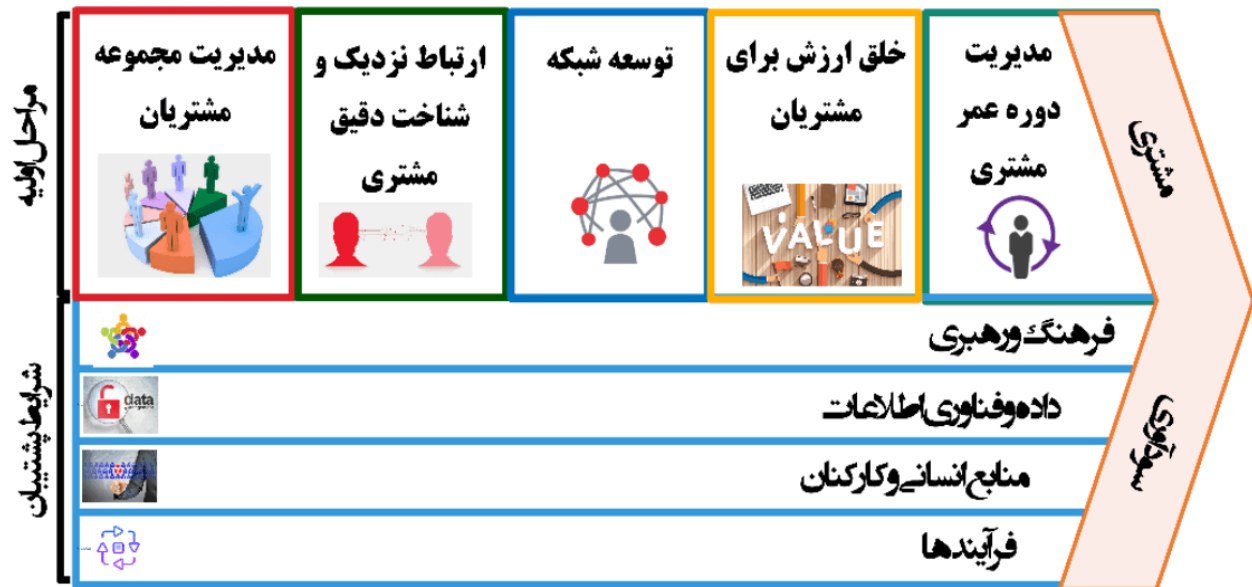 مراحل اولیه
مدیریت مجموعه
مشتریان
ارتباط نزدیک و
شناخت دقیق
مشتری
توسعه شبکه
خلق ارزش برای
مشتریان
VALUE
مدیریت
دوره عمر
مشتری
مشتری
شرایط پشتیبان
فرهنگ و رهبری
داده و فناوری اطلاعات
data
منابع انسانی و کارکنان
فرآیندها
سودآوری